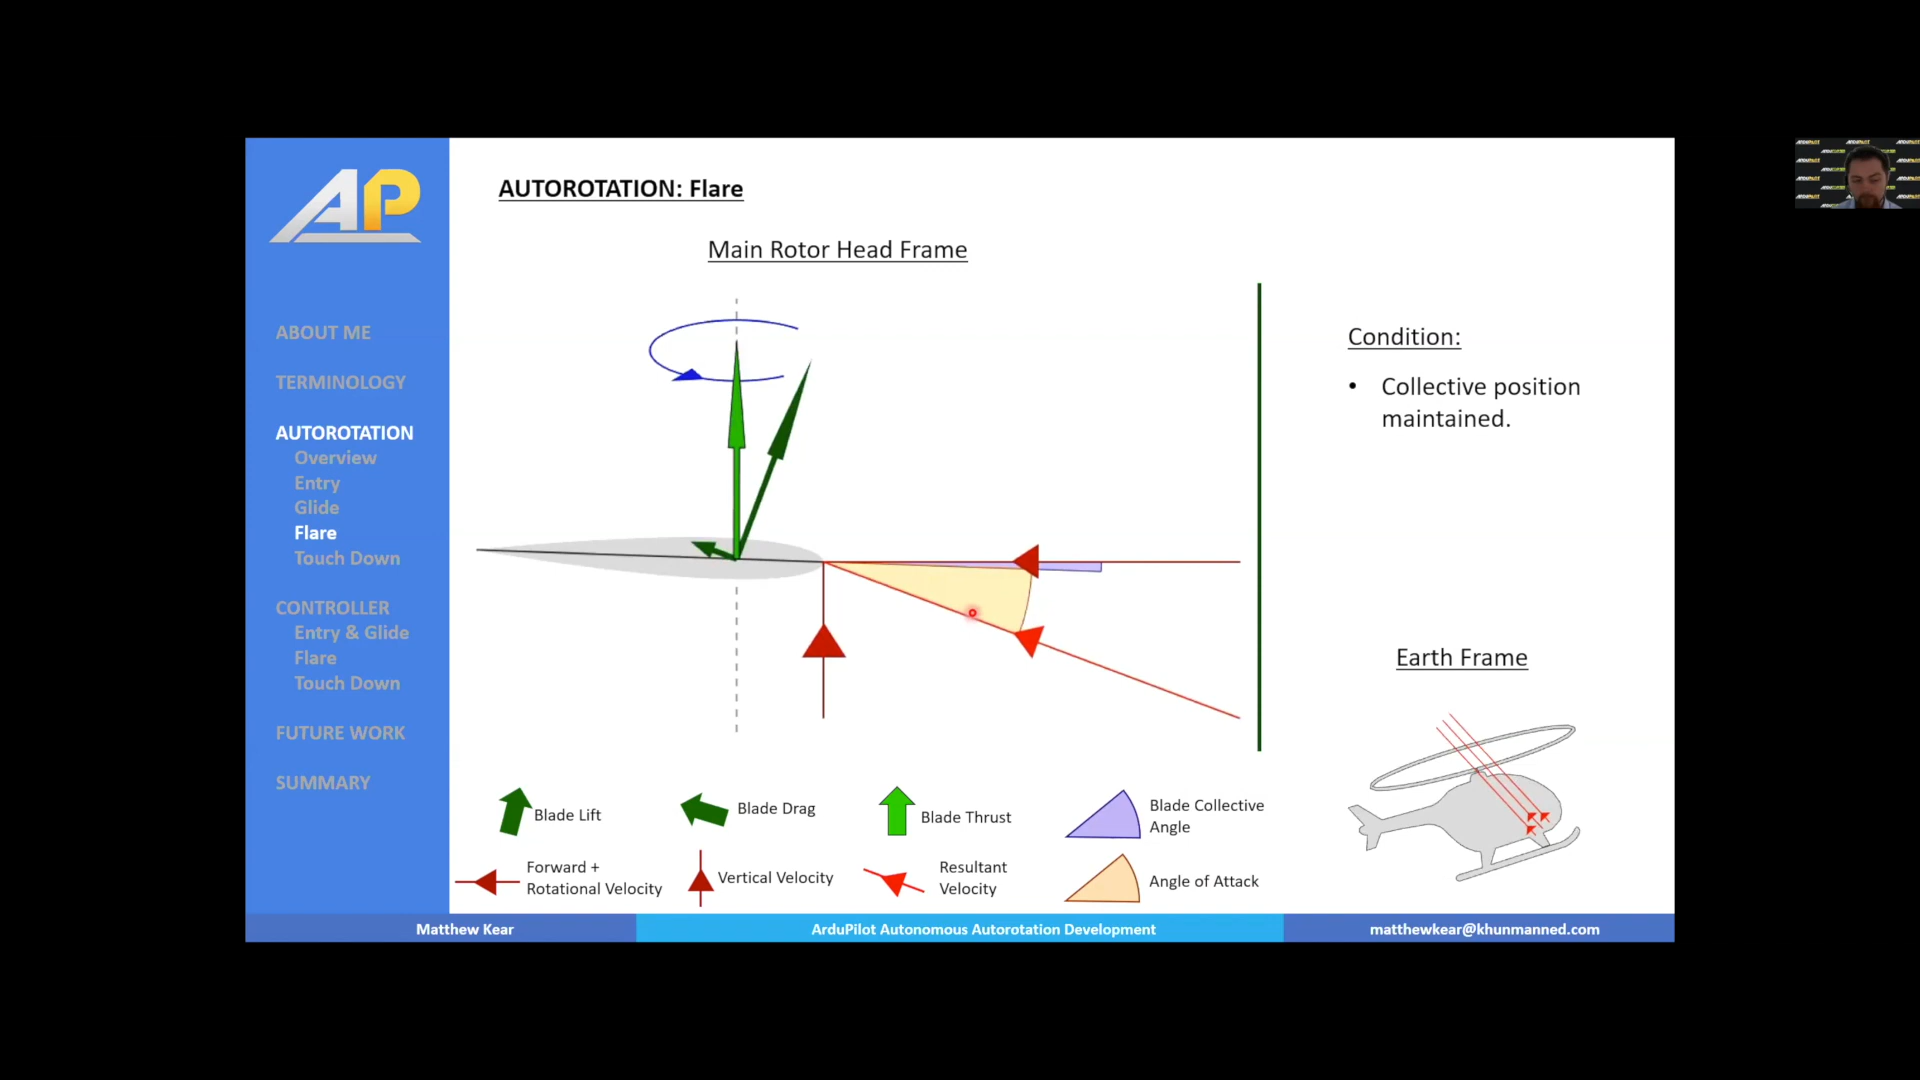 AP
ABOUT ME
TERMINOLOGY
AUTOROTATION
Overview
Entry
Glide
Flare
Touch Down
CONTROLLER
Entry & Glide
Flare
Touch Down
FUTURE WORK
SUMMARY
AUTOROTATION: Flare
Main Rotor Head Frame
Condition:
• Collective position
maintained.
Earth Frame
Blade Lift
Blade Drag
Blade Thrust
Blade Collective
Angle
Forward +
Rotational Velocity
Vertical Velocity
Resultant
Velocity
Angle of Attack
Matthew Kear
ArduPilot Autonomous Autorotation Development
matthewkear@khunmanned.com